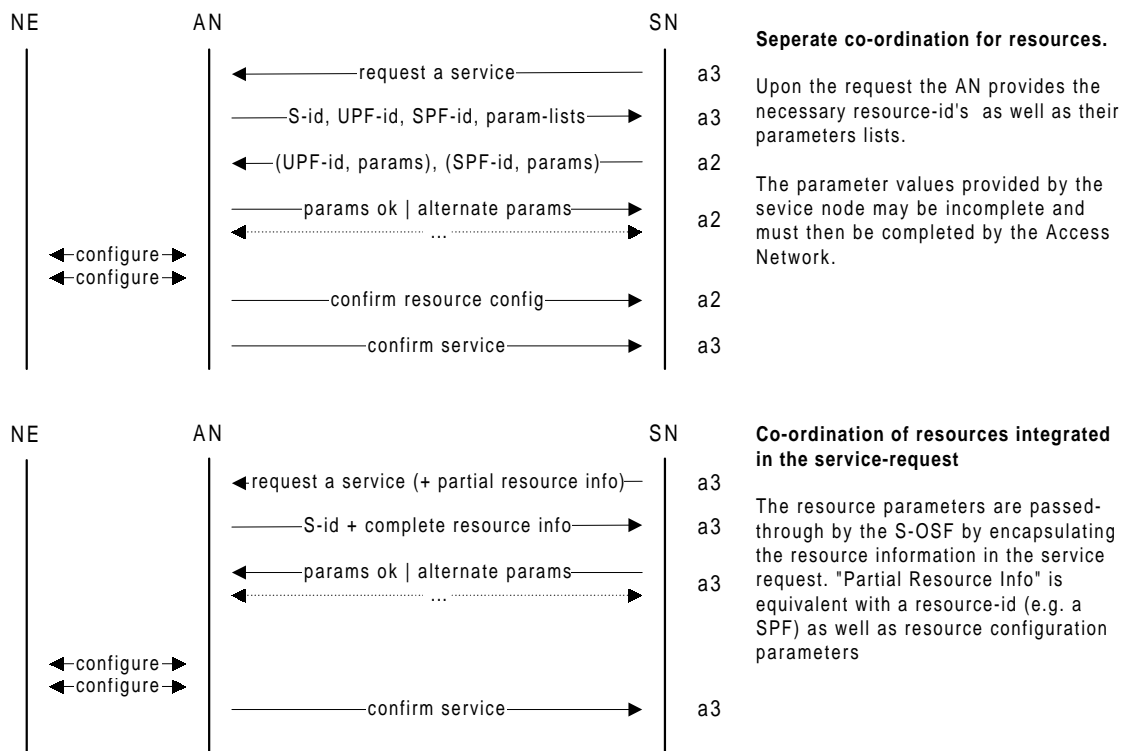 NE AN SN
Seperate co-ordination for resources.
request a service a3
Upon the request the AN provides the
necessary resource-id's as well as their
parameters lists.
S-id, UPF-id, SPF-id, param-lists a3
(UPF-id, params), (SPF-id, params) a2
The parameter values provided by the
sevice node may be incomplete and
must then be completed by the Access
Network.
params ok | alternate params a2
...
configure
configure
confirm resource config a2
confirm service a3
NE AN SN
Co-ordination of resources integrated
in the service-request
request a service (+ partial resource info) a3
The resource parameters are passed-
through by the S-OSF by encapsulating
the resource information in the service
request. "Partial Resource Info" is
equivalent with a resource-id (e.g. a
SPF) as well as resource configuration
parameters
S-id + complete resource info a3
params ok | alternate params a3
...
configure
configure
confirm service a3